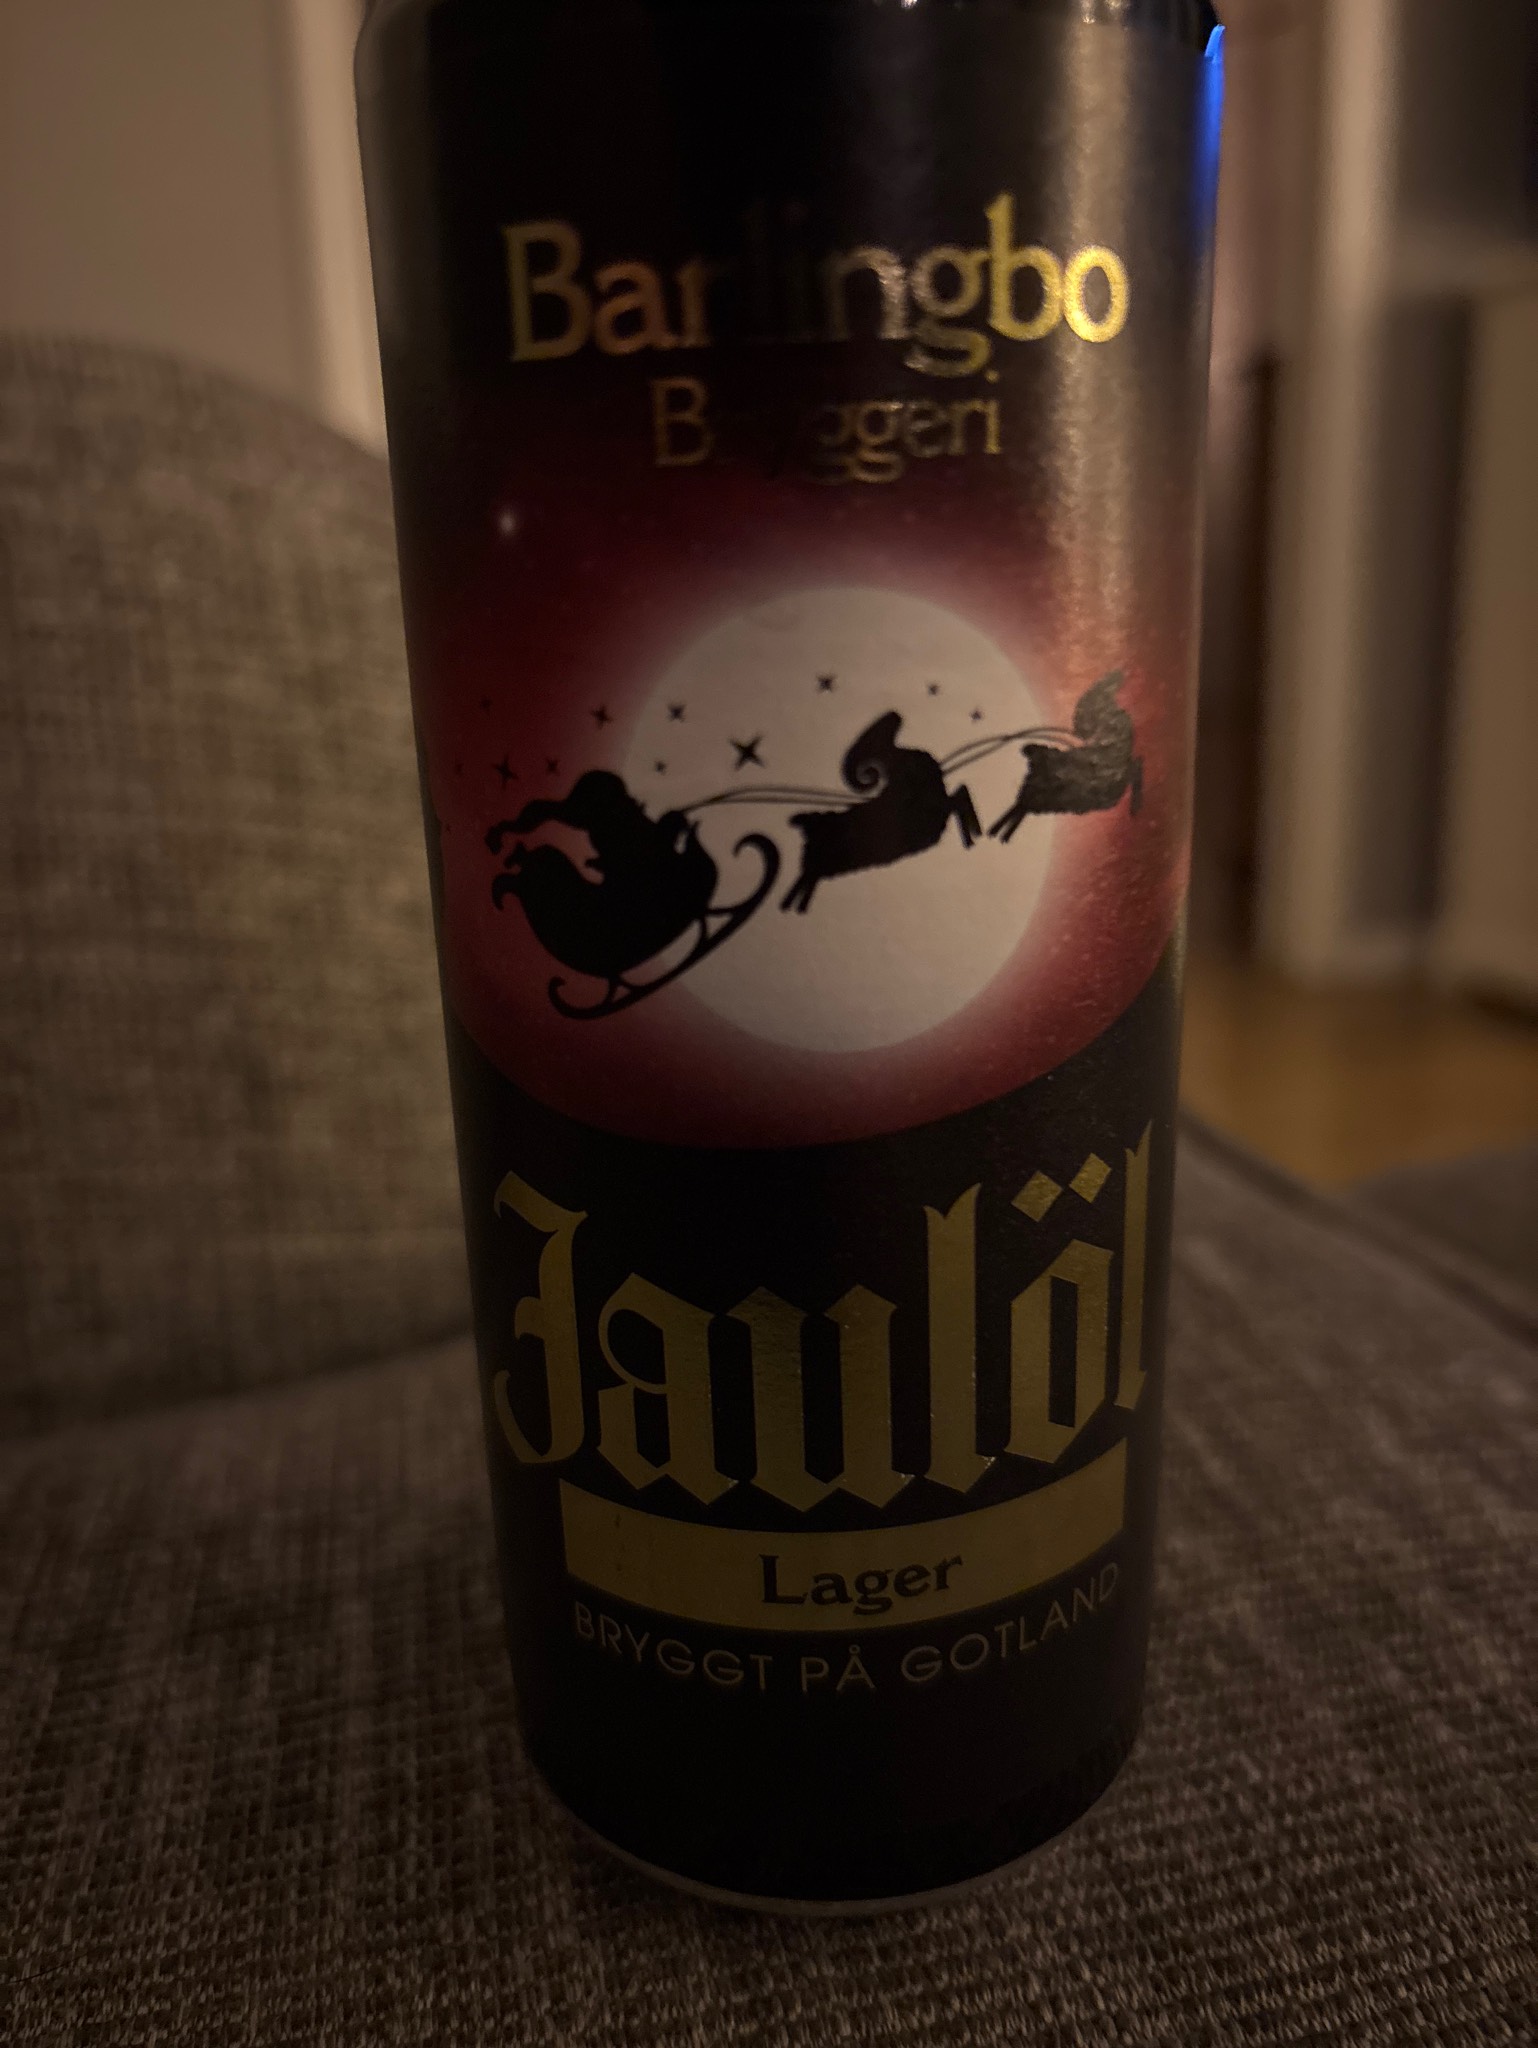 Barlingbo
Bryggeri
Jaulöl
Lager
BRYGGT PÅ GOTLAND